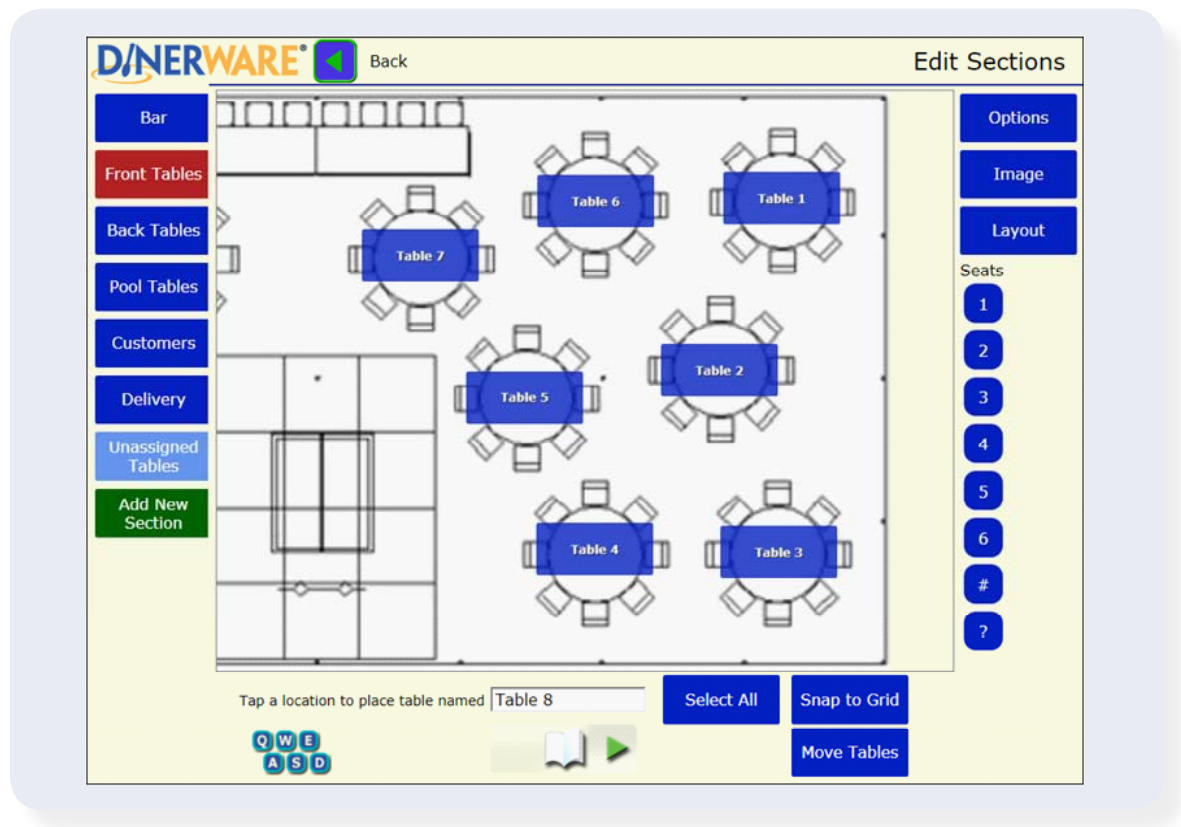 DINERWARE®
Back
Edit Sections
Bar
Front Tables
Back Tables
Pool Tables
Customers
Delivery
Unassigned
Tables
Add New
Section
Table 6
Table 1
Table 7
Table 2
Table 5
Table 4
Table 3
Options
Image
Layout
Seats
1
2
3
4
5
6
#
?
Tap a location to place table named Table 8
Select All
Snap to Grid
Move Tables
Q W E
A S D